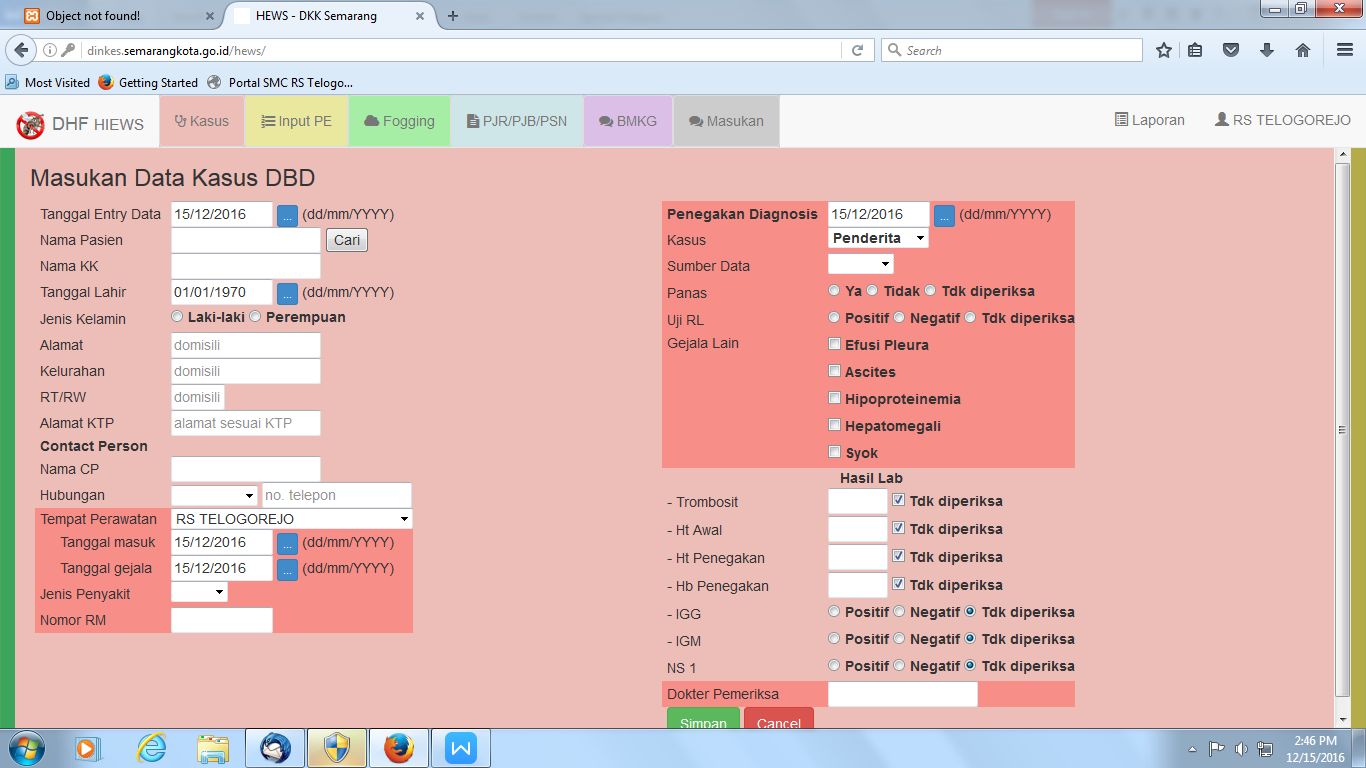 Object not found!
HEWS - DKK Semarang
dinkes.semarangkota.go.id/hews/
Search
Most Visited Getting Started Portal SMC RS Telogo...
DHF HIEWS Kasus Input PE Fogging PJR/PJB/PSN BMKG Masukan Laporan RS TELOGOREJO
Masukan Data Kasus DBD
Tanggal Entry Data 15/12/2016 ... (dd/mm/YYYY)
Nama Pasien Cari
Nama KK
Tanggal Lahir 01/01/1970 ... (dd/mm/YYYY)
Jenis Kelamin Laki-laki Perempuan
Alamat domisili
Kelurahan domisili
RT/RW domisili
Alamat KTP alamat sesuai KTP
Contact Person
Nama CP
Hubungan no. telepon
Tempat Perawatan RS TELOGOREJO
Tanggal masuk 15/12/2016 ... (dd/mm/YYYY)
Tanggal gejala 15/12/2016 ... (dd/mm/YYYY)
Jenis Penyakit
Nomor RM
Penegakan Diagnosis 15/12/2016 ... (dd/mm/YYYY)
Kasus Penderita
Sumber Data
Panas Ya Tidak Tdk diperiksa
Uji RL Positif Negatif Tdk diperiksa
Gejala Lain Efusi Pleura
Ascites
Hipoproteinemia
Hepatomegali
Syok
Hasil Lab
- Trombosit Tdk diperiksa
- Ht Awal Tdk diperiksa
- Ht Penegakan Tdk diperiksa
- Hb Penegakan Tdk diperiksa
- IGG Positif Negatif Tdk diperiksa
- IGM Positif Negatif Tdk diperiksa
NS 1 Positif Negatif Tdk diperiksa
Dokter Pemeriksa
Simpan Cancel
2:46 PM
12/15/2016